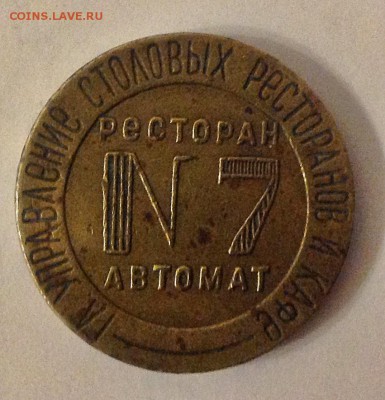 COINS.LAVE.RU
ГЛ УПРАВЛЕНИЕ СТОЛОВЫХ РЕСТОРАНОВ И КАФЕ
РЕСТОРАН
N7
АВТОМАТ